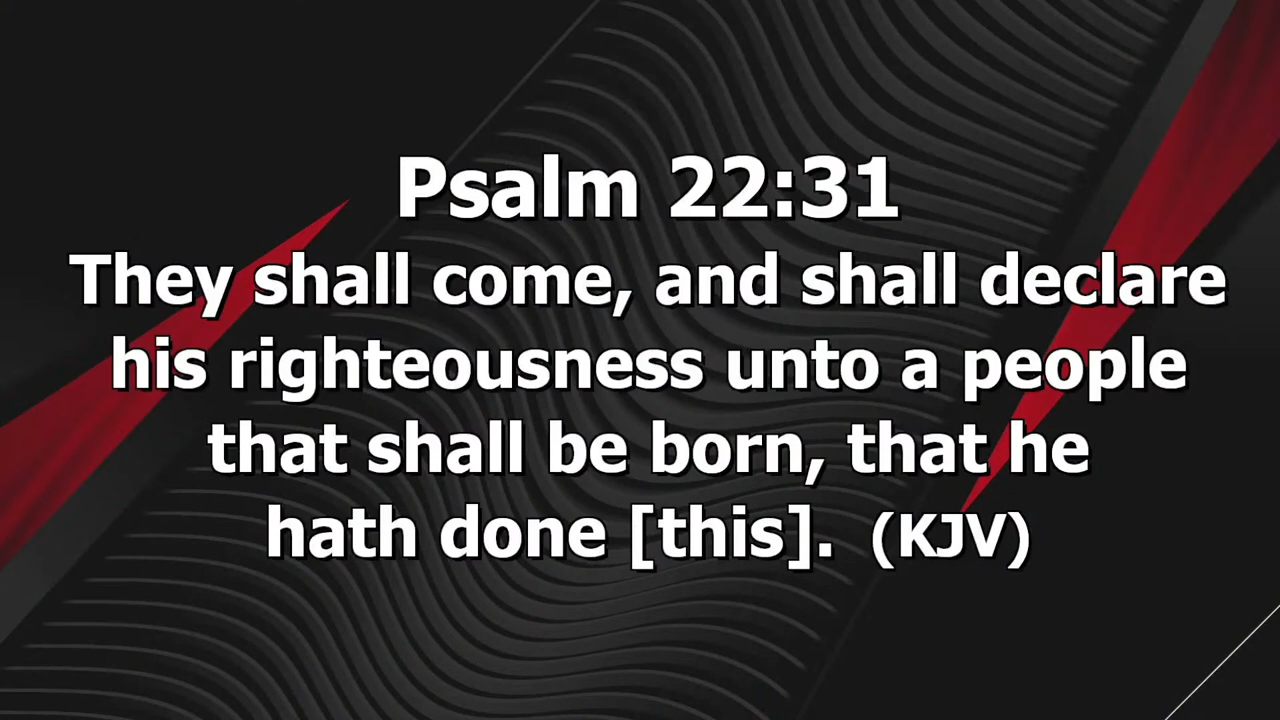 Psalm 22:31
They shall come, and shall declare
his righteousness unto a people
that shall be born, that he
hath done [this]. (KJV)